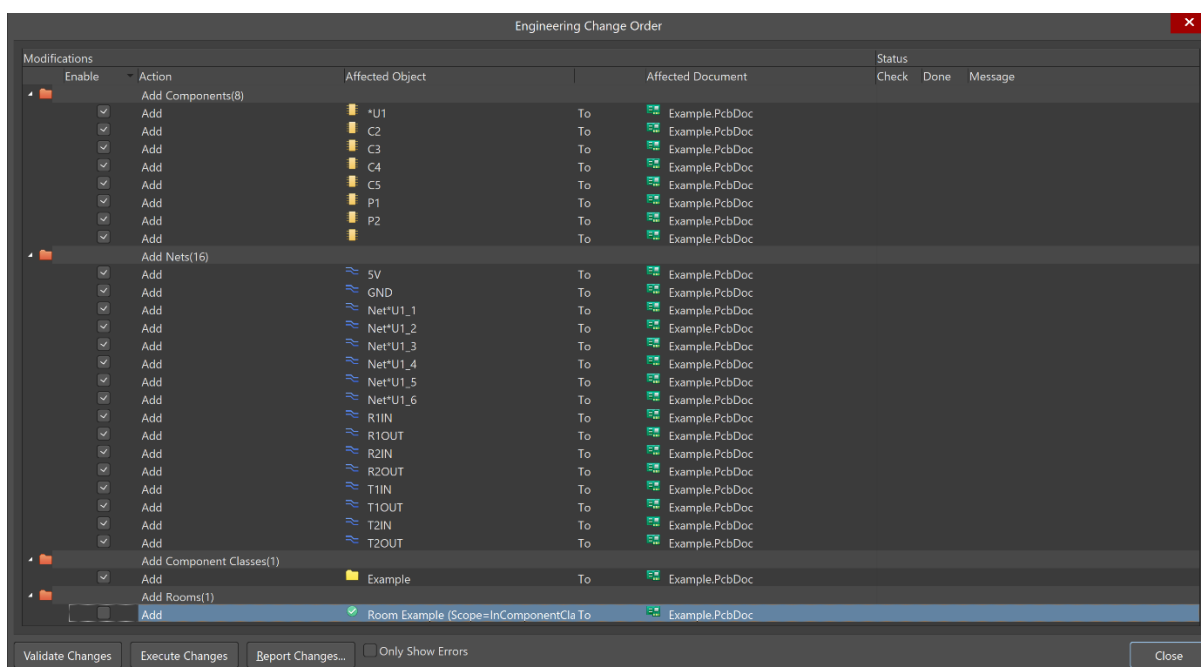 Engineering Change Order
Modifications Status
Enable Action Affected Object Affected Document Check Done Message
Add Components(8)
Add *U1 To Example.PcbDoc
Add C2 To Example.PcbDoc
Add C3 To Example.PcbDoc
Add C4 To Example.PcbDoc
Add C5 To Example.PcbDoc
Add P1 To Example.PcbDoc
Add P2 To Example.PcbDoc
Add To Example.PcbDoc
Add Nets(16)
Add 5V To Example.PcbDoc
Add GND To Example.PcbDoc
Add Net*U1_1 To Example.PcbDoc
Add Net*U1_2 To Example.PcbDoc
Add Net*U1_3 To Example.PcbDoc
Add Net*U1_4 To Example.PcbDoc
Add Net*U1_5 To Example.PcbDoc
Add Net*U1_6 To Example.PcbDoc
Add R1IN To Example.PcbDoc
Add R1OUT To Example.PcbDoc
Add R2IN To Example.PcbDoc
Add R2OUT To Example.PcbDoc
Add T1IN To Example.PcbDoc
Add T1OUT To Example.PcbDoc
Add T2IN To Example.PcbDoc
Add T2OUT To Example.PcbDoc
Add Component Classes(1)
Add Example To Example.PcbDoc
Add Rooms(1)
Add Room Example (Scope=InComponentCla To Example.PcbDoc
Validate Changes Execute Changes Report Changes... Only Show Errors Close